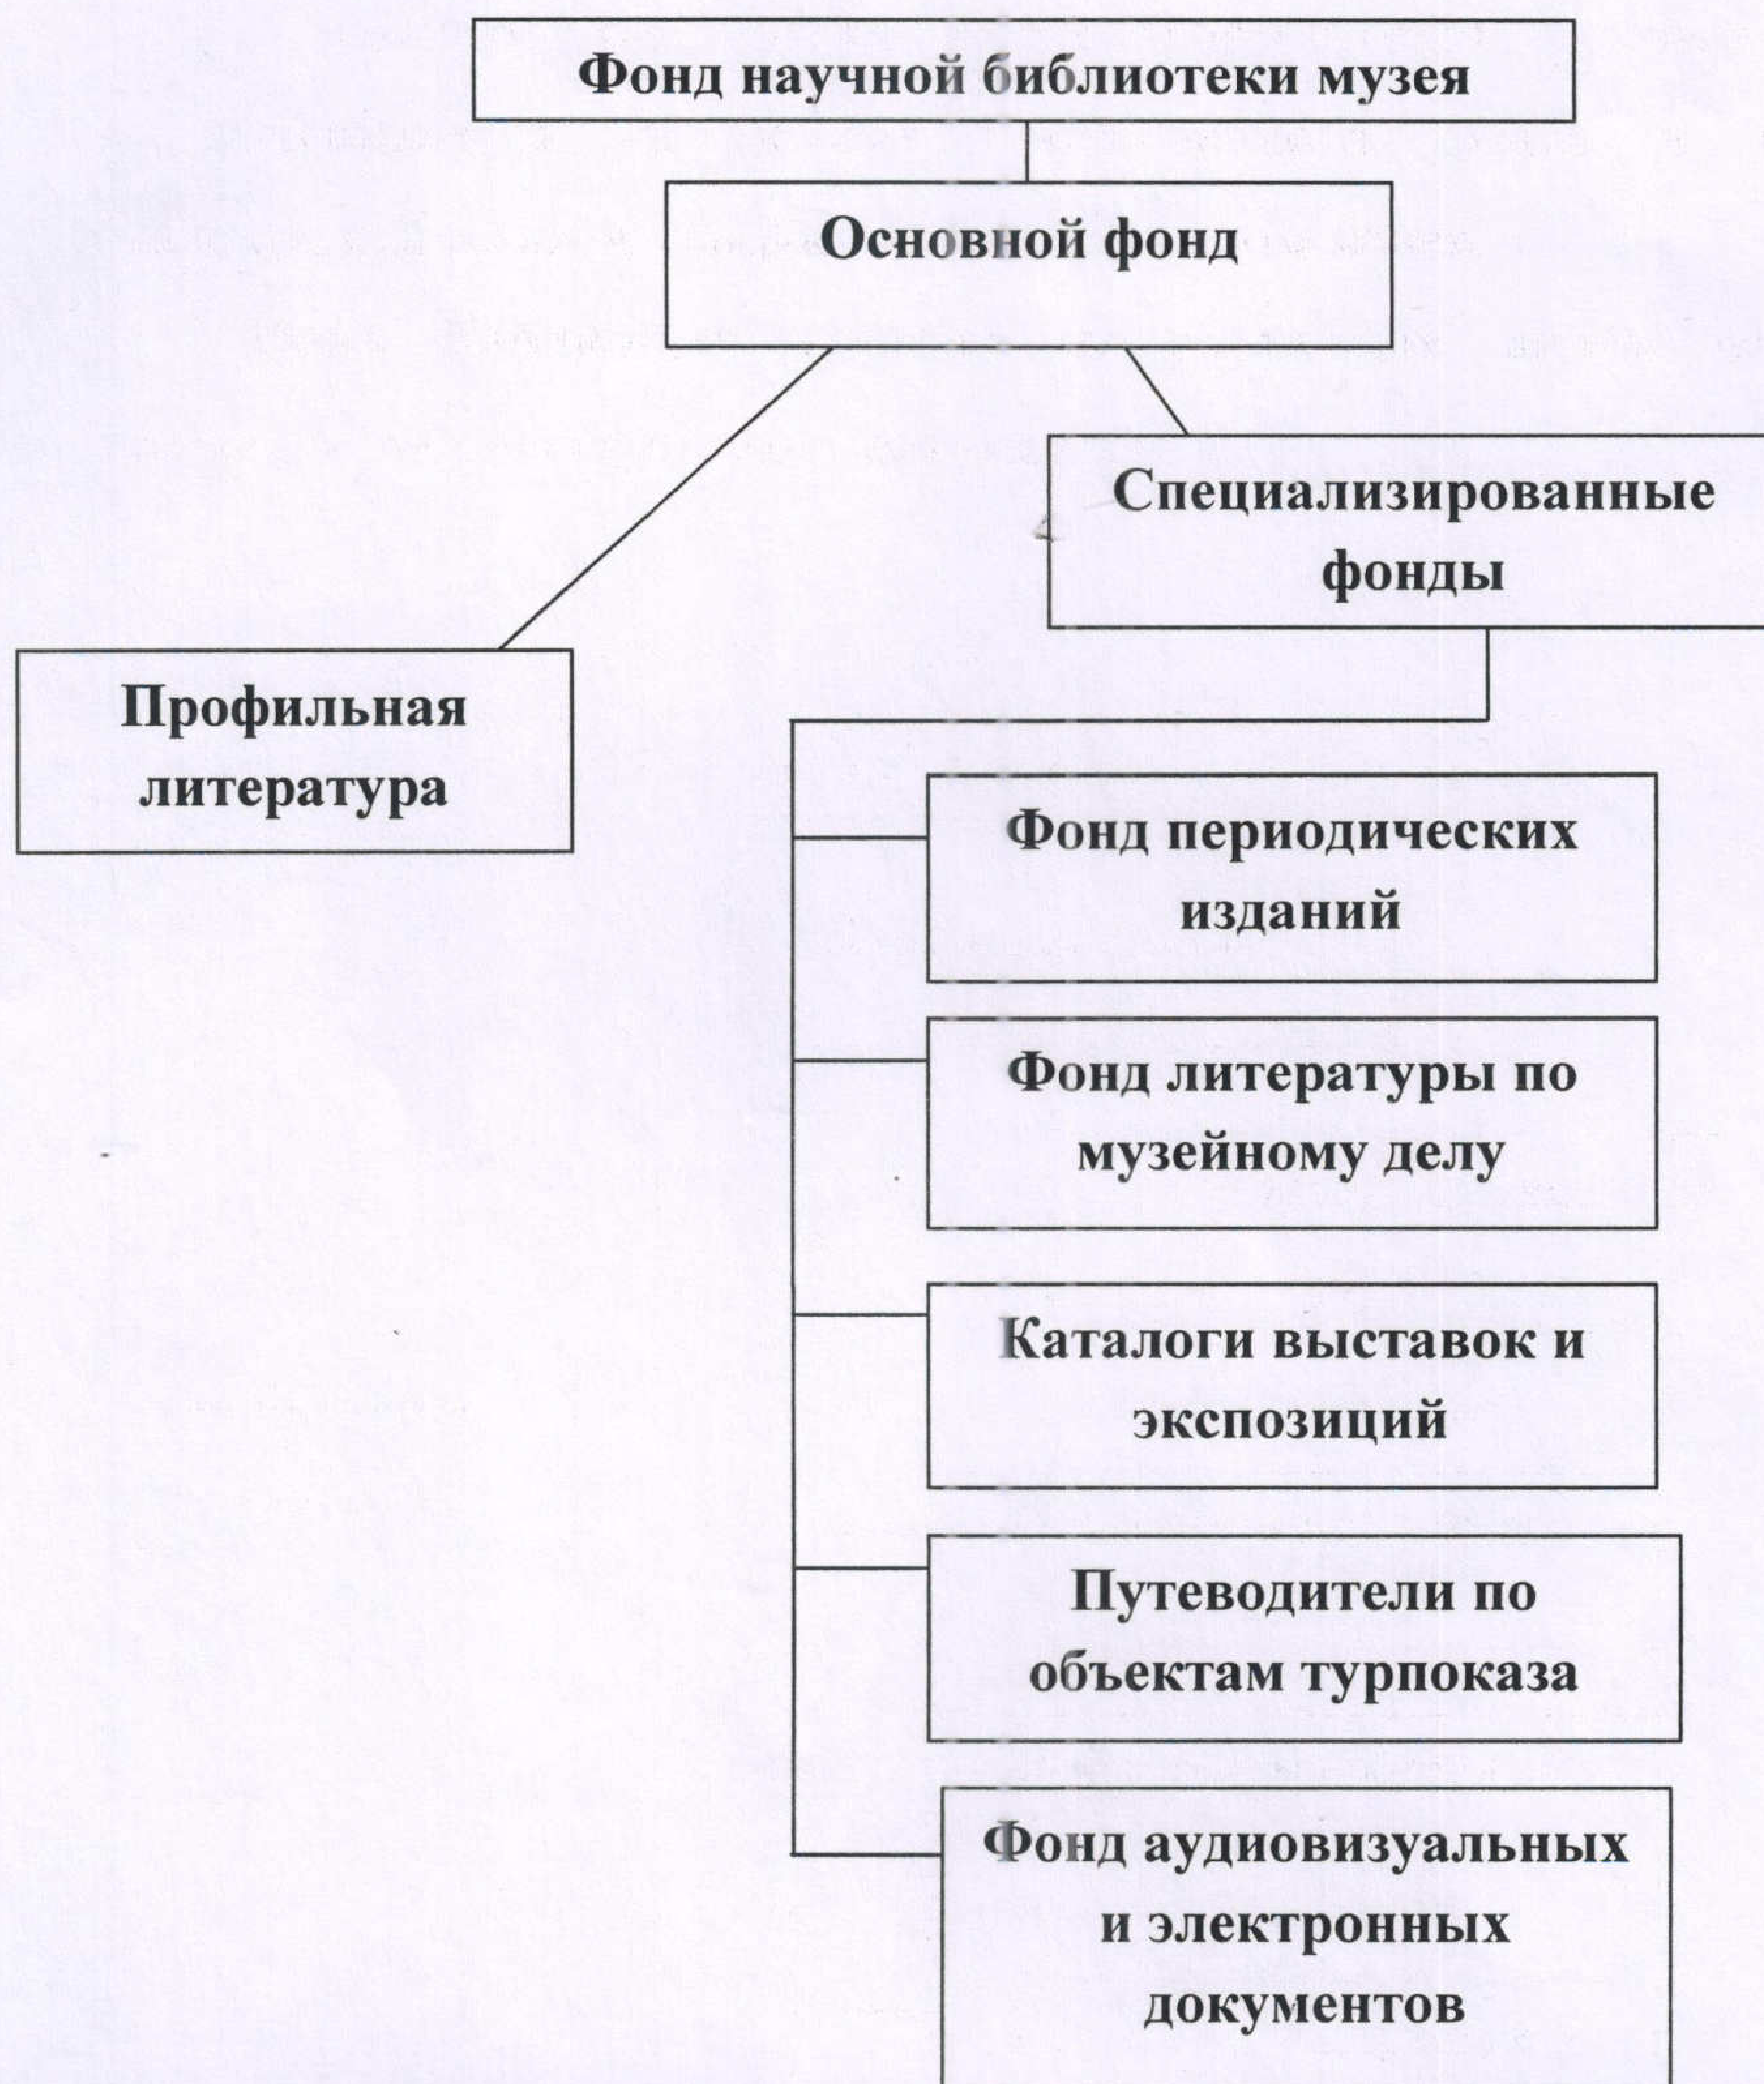 Фонд научной библиотеки музея
Основной фонд
Специализированные
фонды
Профильная
литература
Фонд периодических
изданий
Фонд литературы по
музейному делу
Каталоги выставок и
экспозиций
Путеводители по
объектам турпоказа
Фонд аудиовизуальных
и электронных
документов